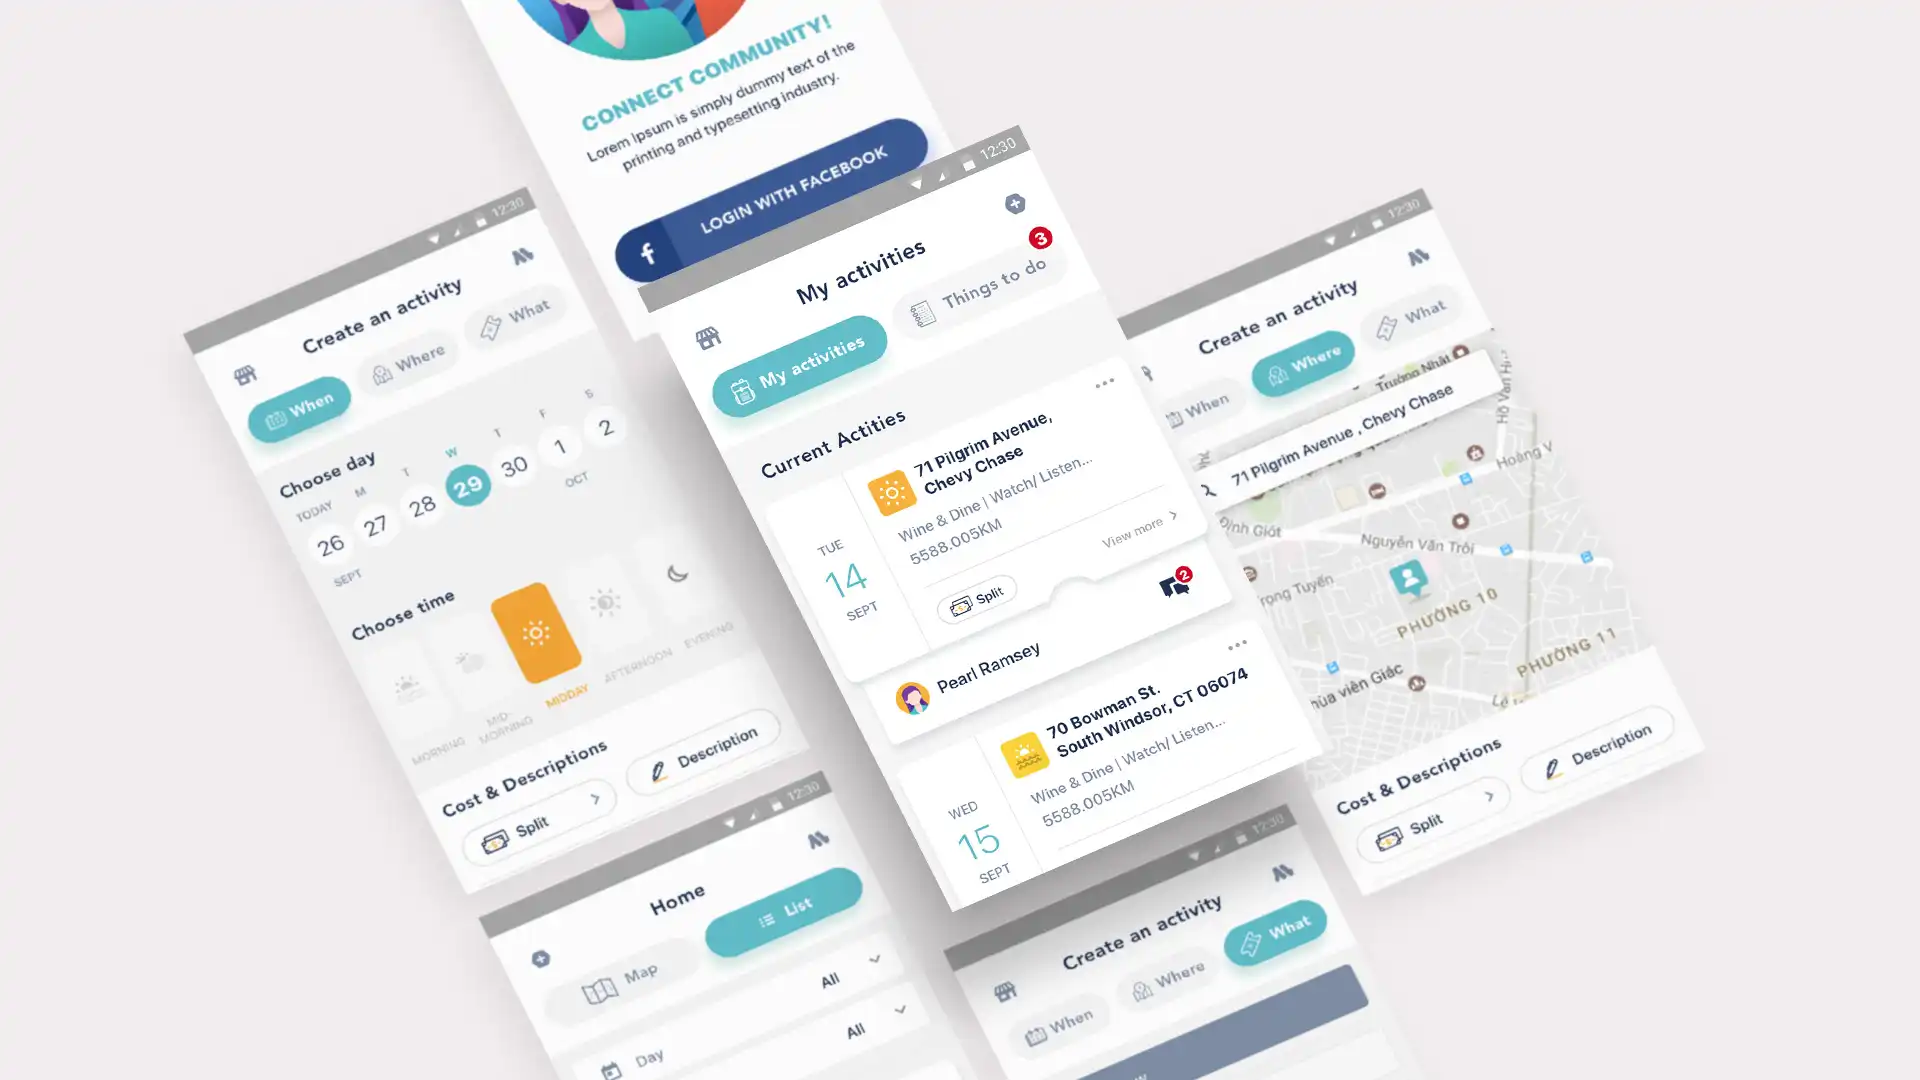 CONNECT COMMUNITY!
Lorem Ipsum is simply dummy text of the
printing and typesetting industry.
f LOGIN WITH FACEBOOK
12:30
Create an activity
When
Where
What
Choose day
TODAY M T W T F S
26 27 28 29 30 1 2
SEPT OCT
Choose time
MORNING
MID-
MORNING
MIDDAY
AFTERNOON
EVENING
Cost & Descriptions
Split
Description
12:30
My activities
3
My activities
Things to do
Current Actities
TUE
14
SEPT
71 Pilgrim Avenue,
Chevy Chase
Wine & Dine | Watch/ Listen...
5588.005KM
View more
Split
2
Pearl Ramsey
WED
15
SEPT
70 Bowman St.
South Windsor, CT 06074
Wine & Dine | Watch/ Listen...
5588.005KM
12:30
Create an activity
When
Where
What
71 Pilgrim Avenue , Chevy Chase
Trường Nhật
Hồ Văn Huê
Hoàng V
Định Giót
Nguyễn Văn Trỗi
rọng Tuyển
PHƯỜNG 10
PHƯỜNG 11
hùa viên Giác
Cost & Descriptions
Split
Description
12:30
Home
Map
List
All
Day
All
12:30
Create an activity
When
Where
What